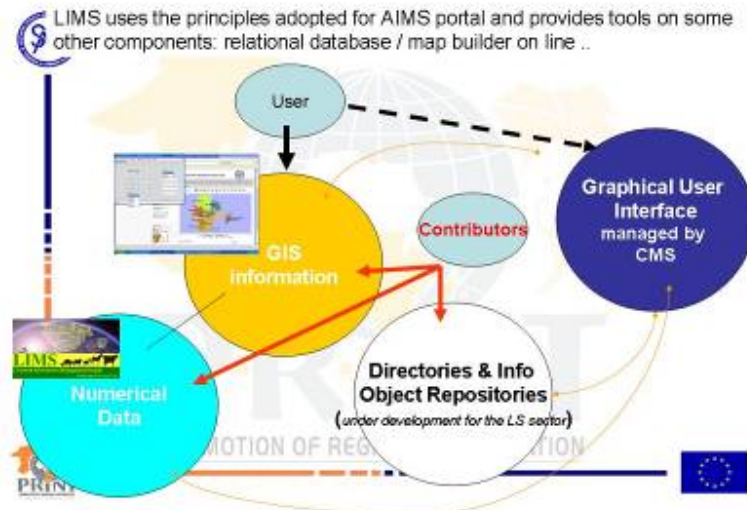 LIMS uses the principles adopted for AIMS portal and provides tools on some
other components: relational database / map builder on line ..
User
Graphical User
Interface
managed by
CMS
Contributors
GIS
information
LIMS
Numerical
Data
Directories & Info
Object Repositories
(under development for the LS sector)
MOTION OF REG
PRINT